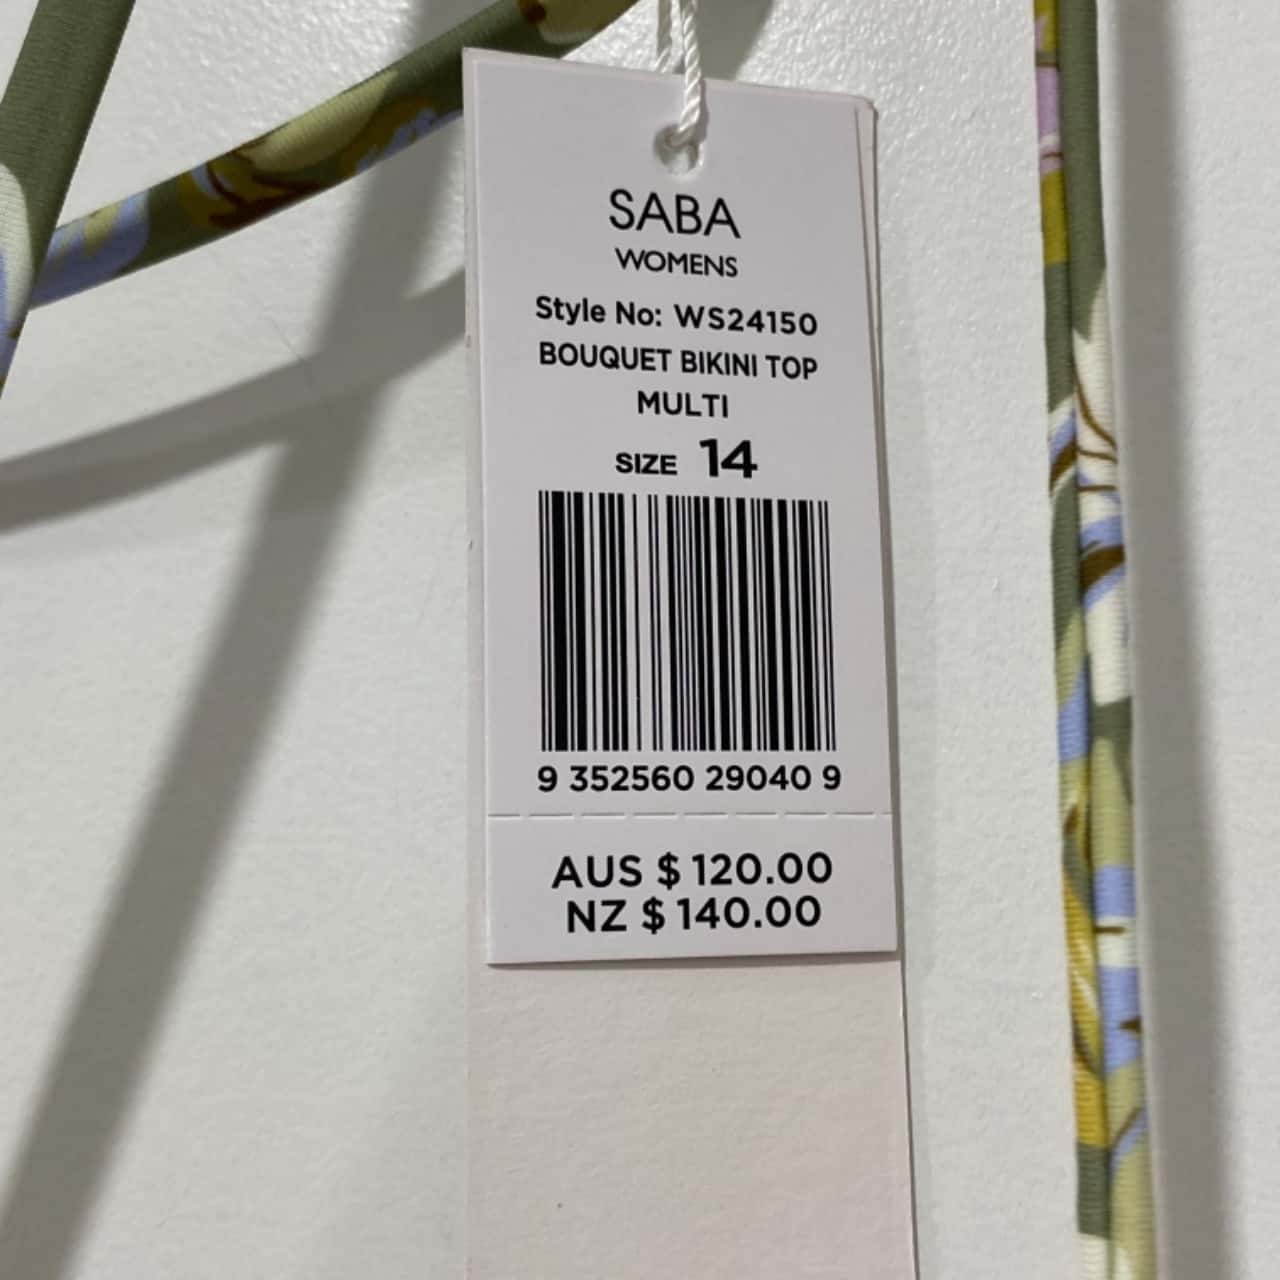 SABA
WOMENS
Style No: WS24150
BOUQUET BIKINI TOP
MULTI
SIZE 14
9 352560 29040 9
AUS $ 120.00
NZ $ 140.00